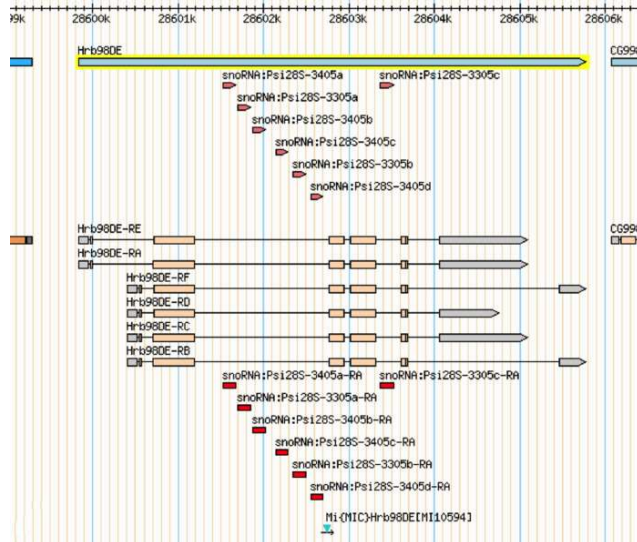 99k 28600k 28601k 28602k 28603k 28604k 28605k 28606k
Hrb98DE CG998
snoRNA:Psi28S-3405a snoRNA:Psi28S-3305c
snoRNA:Psi28S-3305a
snoRNA:Psi28S-3405b
snoRNA:Psi28S-3405c
snoRNA:Psi28S-3305b
snoRNA:Psi28S-3405d
Hrb98DE-RE CG998
Hrb98DE-RA
Hrb98DE-RF
Hrb98DE-RD
Hrb98DE-RC
Hrb98DE-RB
snoRNA:Psi28S-3405a-RA snoRNA:Psi28S-3305c-RA
snoRNA:Psi28S-3305a-RA
snoRNA:Psi28S-3405b-RA
snoRNA:Psi28S-3405c-RA
snoRNA:Psi28S-3305b-RA
snoRNA:Psi28S-3405d-RA
Mi{MIC}Hrb98DE[MI10594]